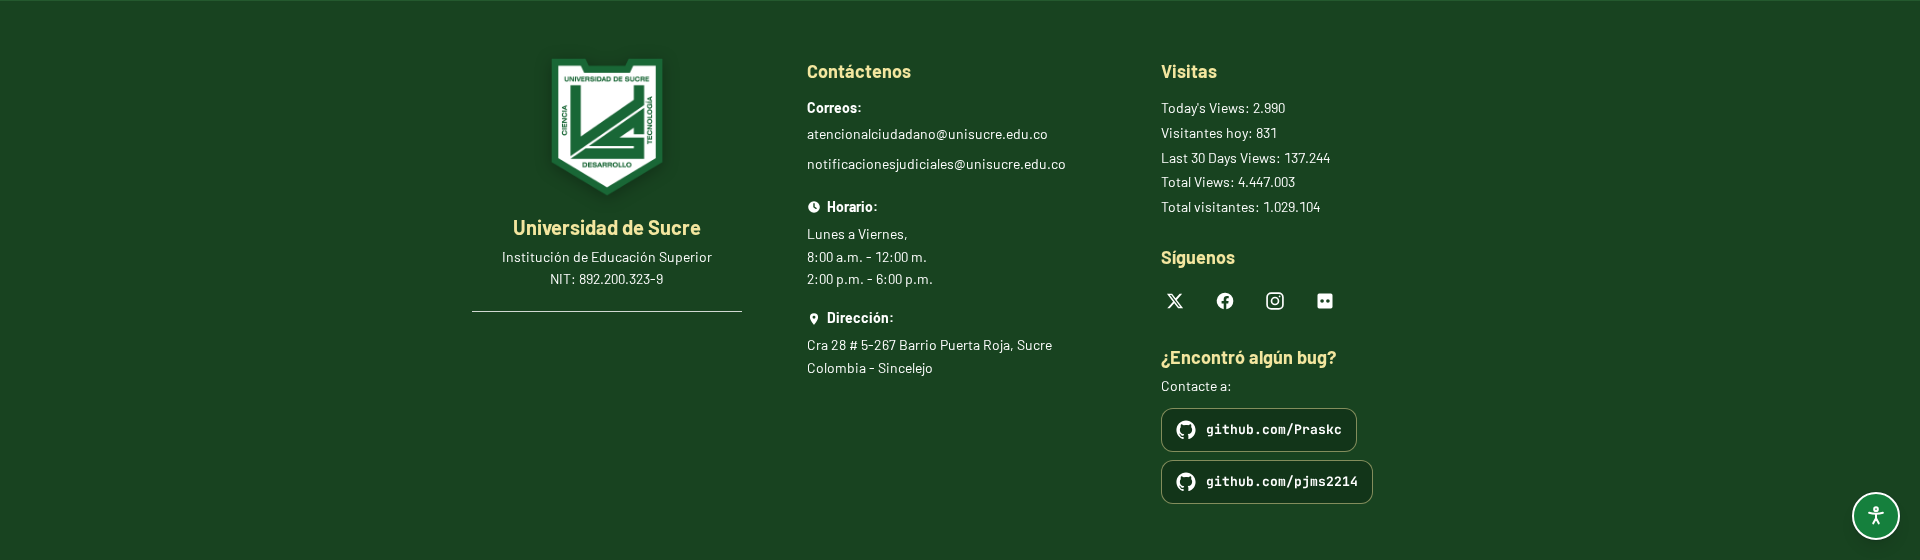 UNIVERSIDAD DE SUCRE
CIENCIA
TECNOLOGÍA
DESARROLLO
Universidad de Sucre
Institución de Educación Superior
NIT: 892.200.323-9
Contáctenos
Correos:
atencionalciudadano@unisucre.edu.co
notificacionesjudiciales@unisucre.edu.co
Horario:
Lunes a Viernes,
8:00 a.m. - 12:00 m.
2:00 p.m. - 6:00 p.m.
Dirección:
Cra 28 # 5-267 Barrio Puerta Roja, Sucre
Colombia - Sincelejo
Visitas
Today's Views: 2.990
Visitantes hoy: 831
Last 30 Days Views: 137.244
Total Views: 4.447.003
Total visitantes: 1.029.104
Síguenos
¿Encontró algún bug?
Contacte a:
github.com/Praskc
github.com/pjms2214